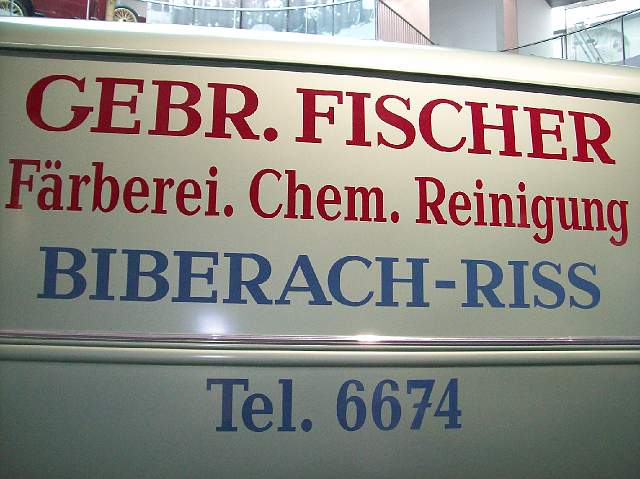 GEBR. FISCHER
Färberei. Chem. Reinigung
BIBERACH-RISS
Tel. 6674